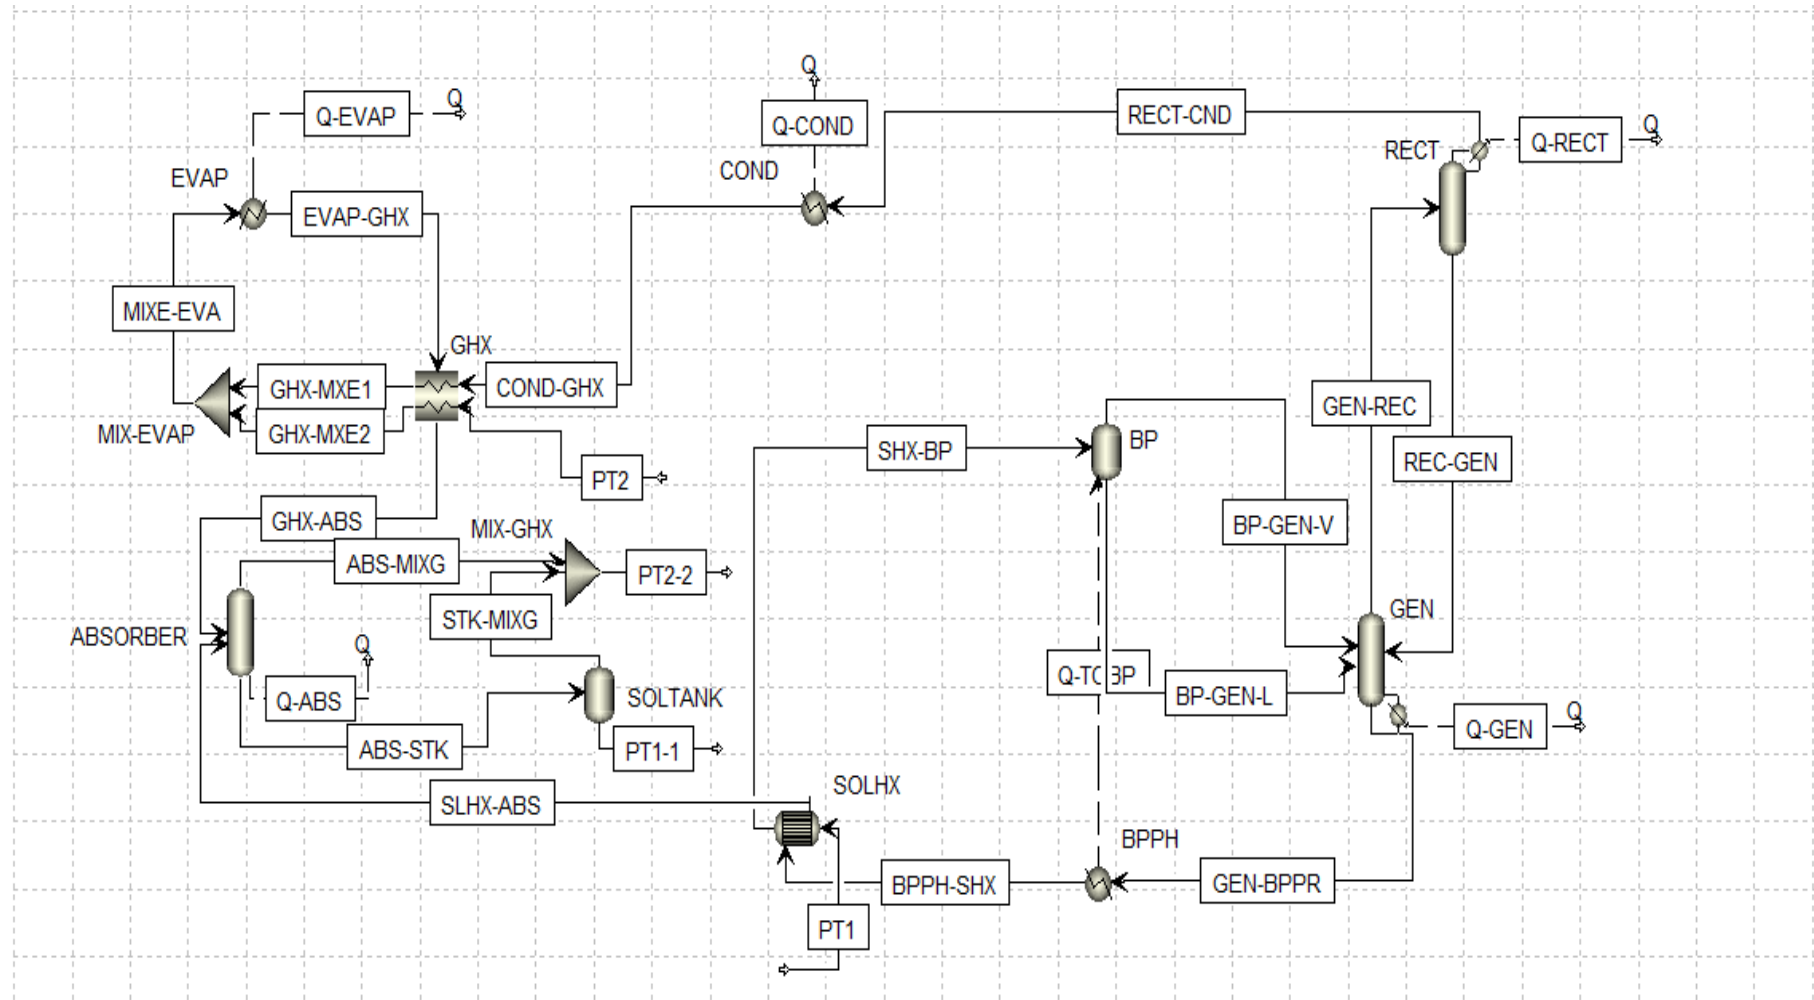 Q
Q-COND
COND
RECT-CND
Q
Q-RECT
RECT
Q
Q-EVAP
EVAP
EVAP-GHX
MIXE-EVA
GHX
GHX-MXE1
COND-GHX
GHX-MXE2
MIX-EVAP
PT2
GHX-ABS
MIX-GHX
ABS-MIXG
PT2-2
STK-MIXG
ABSORBER
Q
Q-ABS
SOLTANK
ABS-STK
PT1-1
SLHX-ABS
SOLHX
SHX-BP
BP
GEN-REC
REC-GEN
BP-GEN-V
GEN
BP-GEN-L
Q
Q-GEN
BPPH
BPPH-SHX
GEN-BPPR
PT1